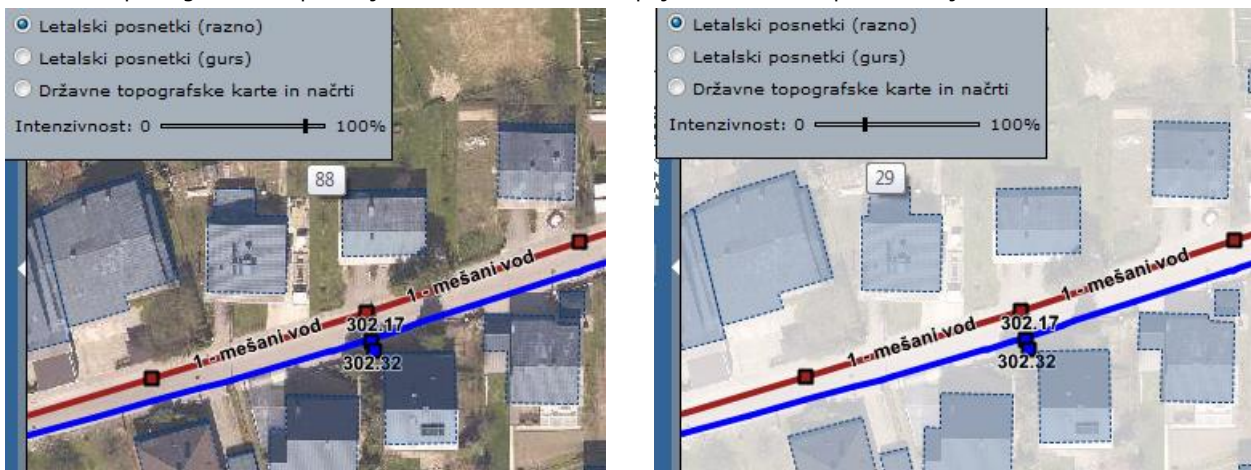 Letalski posnetki (razno)
Letalski posnetki (gurs)
Državne topografske karte in načrti
Intenzivnost: 0 100%
88
1 - mešani vod
302.17
1 - mešani vod
302.32
Letalski posnetki (razno)
Letalski posnetki (gurs)
Državne topografske karte in načrti
Intenzivnost: 0 100%
29
1 - mešani vod
302.17
1 - mešani vod
302.32